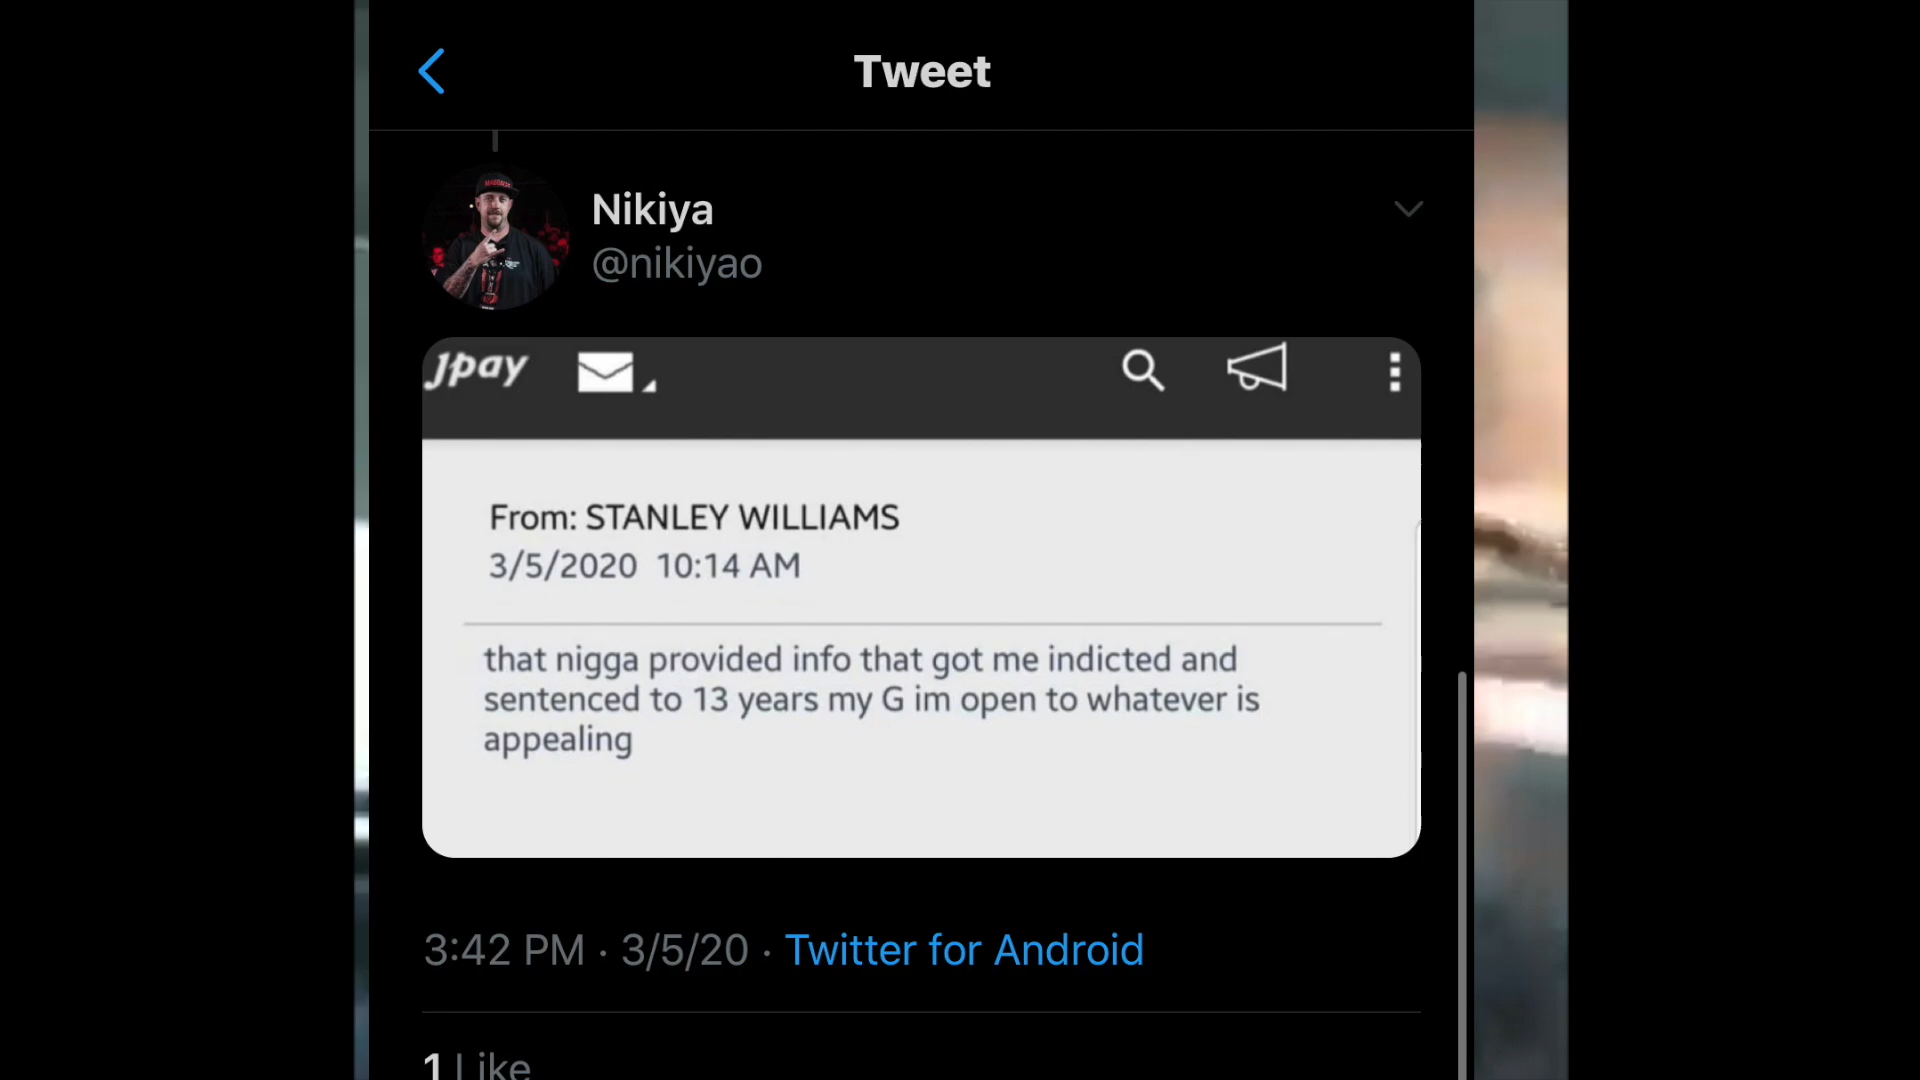 Tweet
Nikiya
@nikiyao
Jpay
From: STANLEY WILLIAMS
3/5/2020 10:14 AM
that nigga provided info that got me indicted and
sentenced to 13 years my G im open to whatever is
appealing
3:42 PM · 3/5/20 · Twitter for Android
1 Like